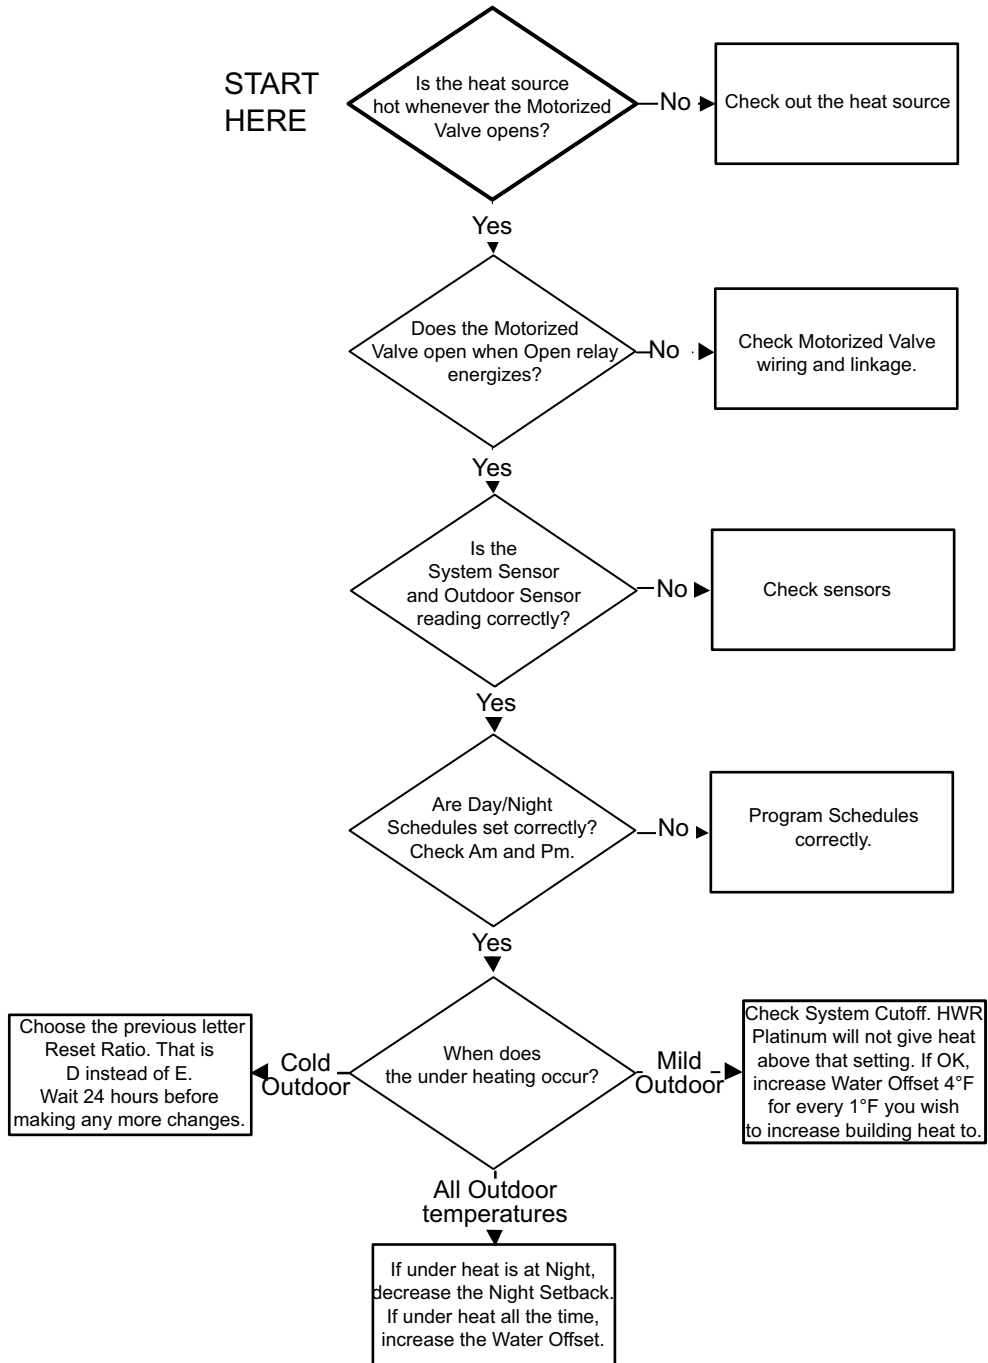 START
HERE
Is the heat source
hot whenever the Motorized
Valve opens?
No
Check out the heat source
Yes
Does the Motorized
Valve open when Open relay
energizes?
No
Check Motorized Valve
wiring and linkage.
Yes
Is the
System Sensor
and Outdoor Sensor
reading correctly?
No
Check sensors
Yes
Are Day/Night
Schedules set correctly?
Check Am and Pm.
No
Program Schedules
correctly.
Yes
When does
the under heating occur?
Cold
Outdoor
Choose the previous letter
Reset Ratio. That is
D instead of E.
Wait 24 hours before
making any more changes.
Mild
Outdoor
Check System Cutoff. HWR
Platinum will not give heat
above that setting. If OK,
increase Water Offset 4°F
for every 1°F you wish
to increase building heat to.
All Outdoor
temperatures
If under heat is at Night,
decrease the Night Setback.
If under heat all the time,
increase the Water Offset.